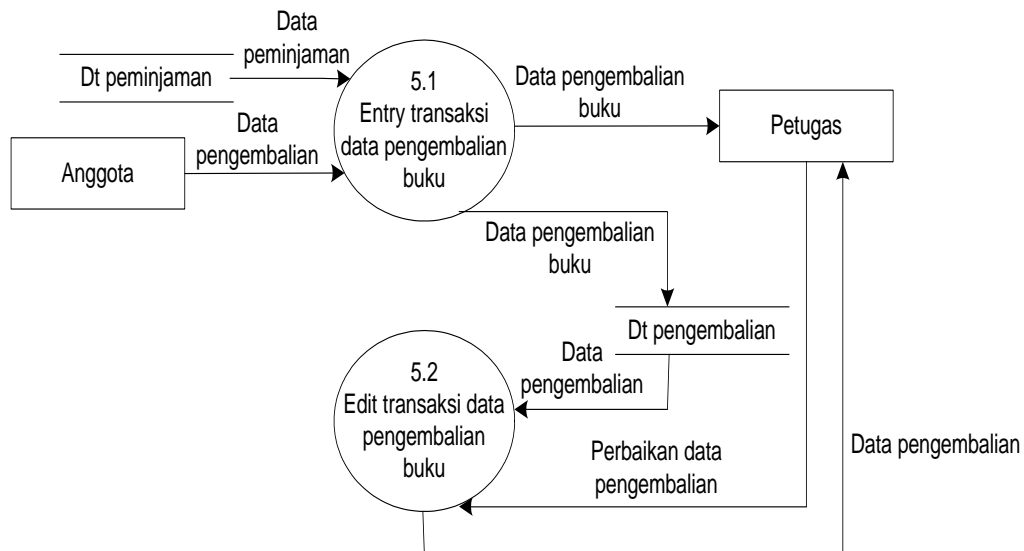 Data
peminjaman
Dt peminjaman
5.1
Entry transaksi
data pengembalian
buku
Data pengembalian
buku
Petugas
Data
pengembalian
Anggota
Data pengembalian
buku
Dt pengembalian
Data
pengembalian
5.2
Edit transaksi data
pengembalian
buku
Perbaikan data
pengembalian
Data pengembalian